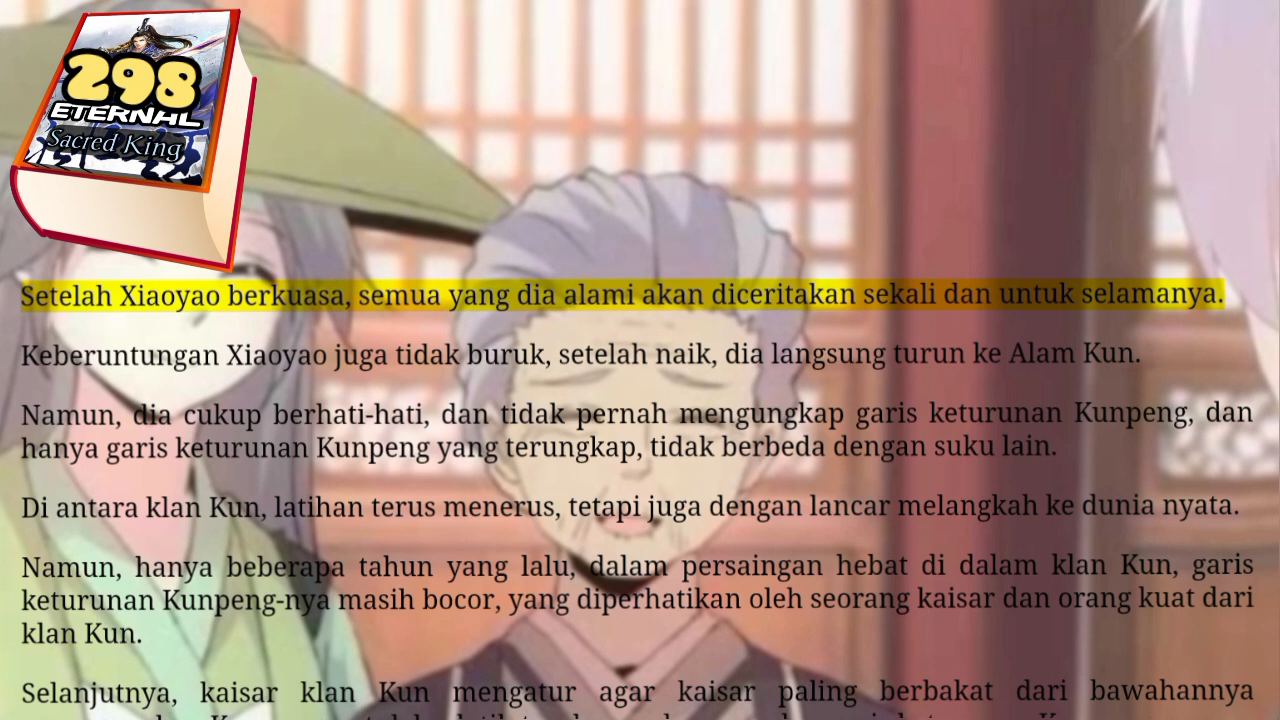 298
ETERNAL
Sacred King
Setelah Xiaoyao berkuasa, semua yang dia alami akan diceritakan sekali dan untuk selamanya.
Keberuntungan Xiaoyao juga tidak buruk, setelah naik, dia langsung turun ke Alam Kun.
Namun, dia cukup berhati-hati, dan tidak pernah mengungkap garis keturunan Kunpeng, dan
hanya garis keturunan Kunpeng yang terungkap, tidak berbeda dengan suku lain.
Di antara klan Kun, latihan terus menerus, tetapi juga dengan lancar melangkah ke dunia nyata.
Namun, hanya beberapa tahun yang lalu, dalam persaingan hebat di dalam klan Kun, garis
keturunan Kunpeng-nya masih bocor, yang diperhatikan oleh seorang kaisar dan orang kuat dari
klan Kun.
Selanjutnya, kaisar klan Kun mengatur agar kaisar paling berbakat dari bawahannya